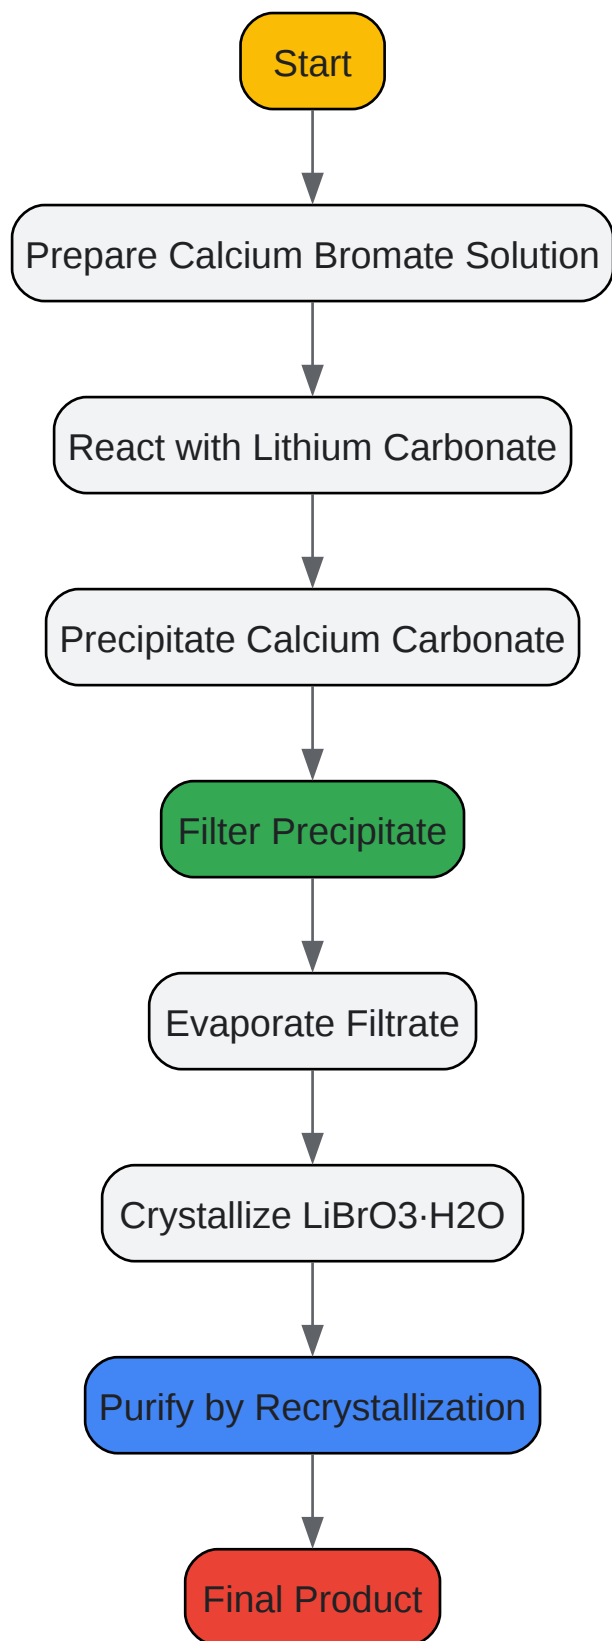 Start
Prepare Calcium Bromate Solution
React with Lithium Carbonate
Precipitate Calcium Carbonate
Filter Precipitate
Evaporate Filtrate
Crystallize LiBrO3·H2O
Purify by Recrystallization
Final Product